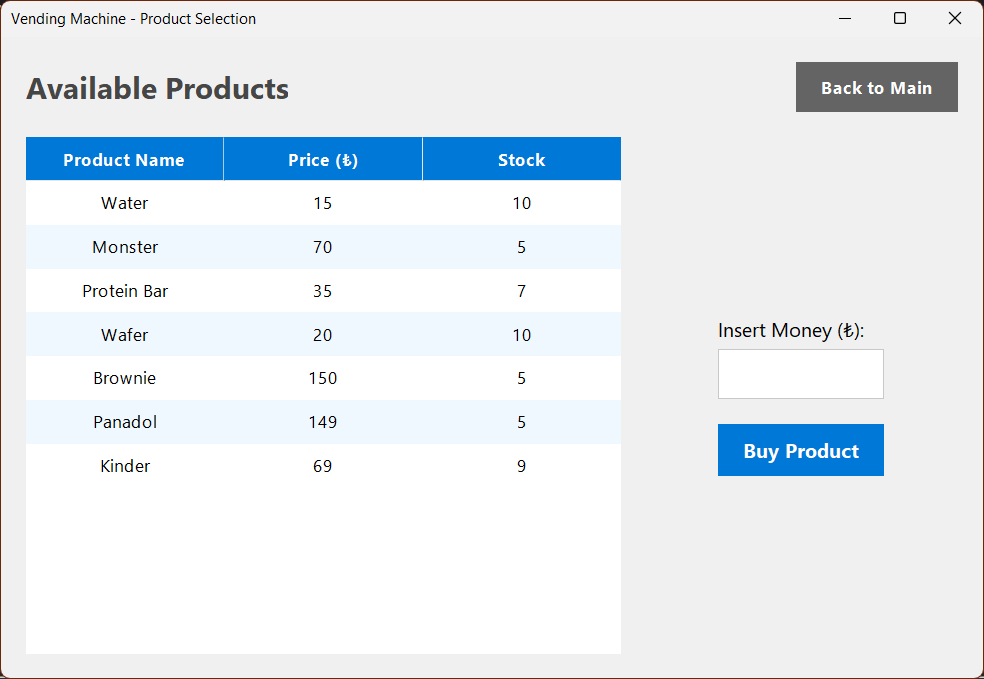 Vending Machine - Product Selection
Available Products
Back to Main
Product Name Price (₺) Stock
Water 15 10
Monster 70 5
Protein Bar 35 7
Wafer 20 10
Brownie 150 5
Panadol 149 5
Kinder 69 9
Insert Money (₺):
Buy Product